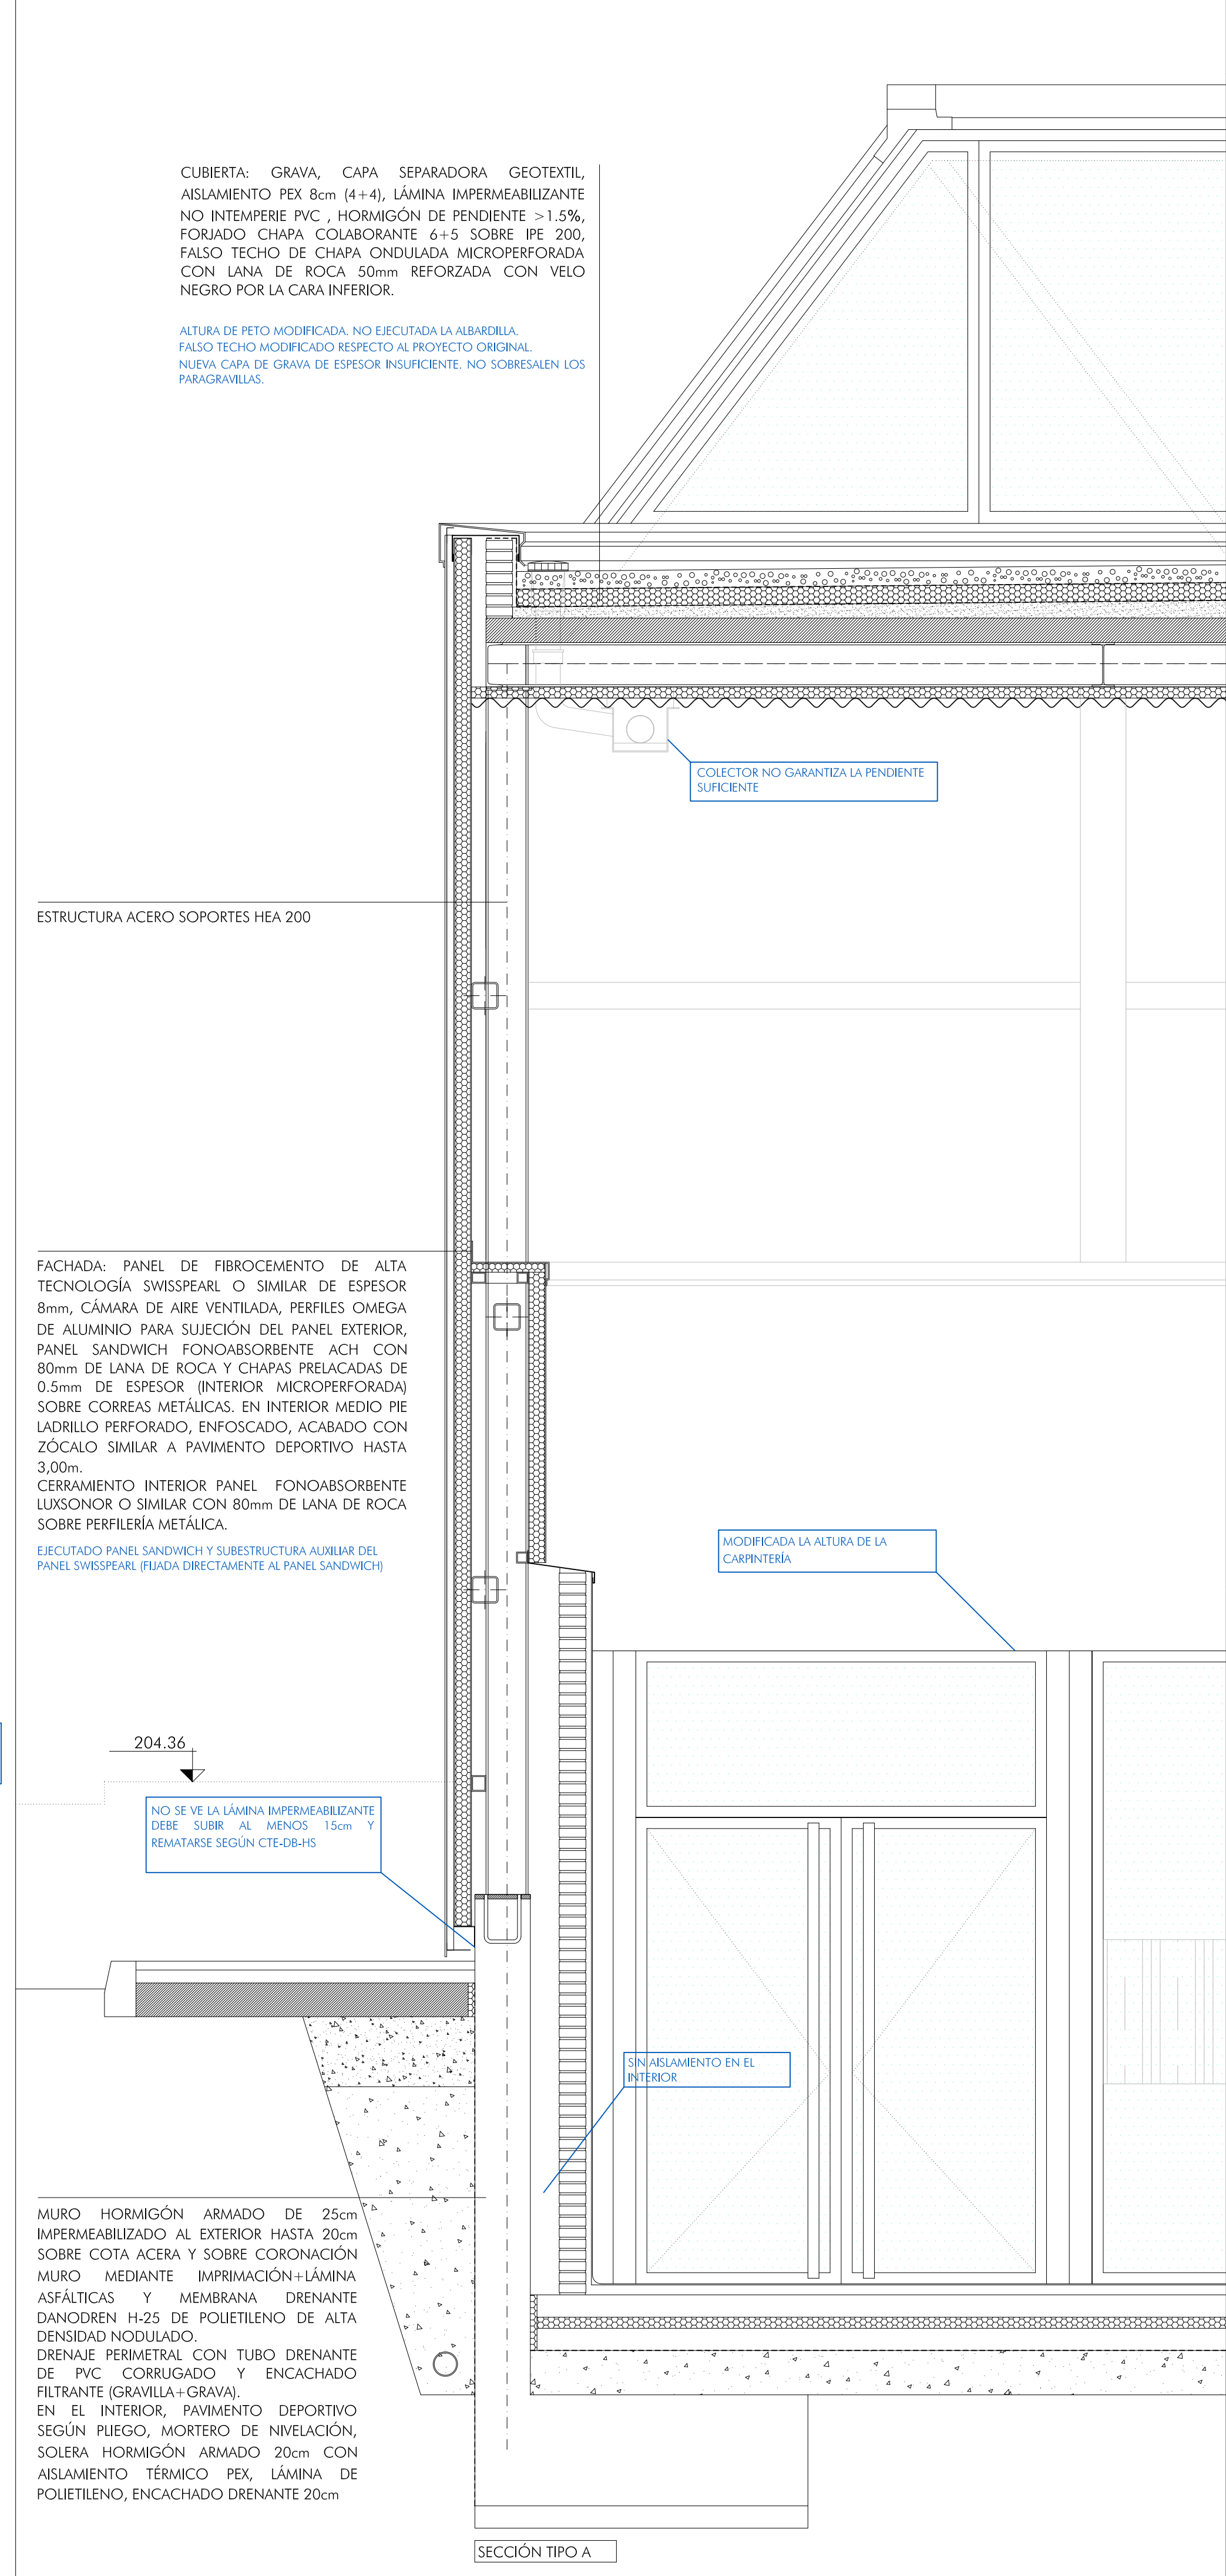 CUBIERTA: GRAVA, CAPA SEPARADORA GEOTEXTIL,
AISLAMIENTO PEX 8cm (4+4), LÁMINA IMPERMEABILIZANTE
NO INTEMPERIE PVC , HORMIGÓN DE PENDIENTE >1.5%,
FORJADO CHAPA COLABORANTE 6+5 SOBRE IPE 200,
FALSO TECHO DE CHAPA ONDULADA MICROPERFORADA
CON LANA DE ROCA 50mm REFORZADA CON VELO
NEGRO POR LA CARA INFERIOR.
ALTURA DE PETO MODIFICADA. NO EJECUTADA LA ALBARDILLA.
FALSO TECHO MODIFICADO RESPECTO AL PROYECTO ORIGINAL.
NUEVA CAPA DE GRAVA DE ESPESOR INSUFICIENTE. NO SOBRESALEN LOS
PARAGRAVILLAS.
COLECTOR NO GARANTIZA LA PENDIENTE
SUFICIENTE
ESTRUCTURA ACERO SOPORTES HEA 200
FACHADA: PANEL DE FIBROCEMENTO DE ALTA
TECNOLOGÍA SWISSPEARL O SIMILAR DE ESPESOR
8mm, CÁMARA DE AIRE VENTILADA, PERFILES OMEGA
DE ALUMINIO PARA SUJECIÓN DEL PANEL EXTERIOR,
PANEL SANDWICH FONOABSORBENTE ACH CON
80mm DE LANA DE ROCA Y CHAPAS PRELACADAS DE
0.5mm DE ESPESOR (INTERIOR MICROPERFORADA)
SOBRE CORREAS METÁLICAS. EN INTERIOR MEDIO PIE
LADRILLO PERFORADO, ENFOSCADO, ACABADO CON
ZÓCALO SIMILAR A PAVIMENTO DEPORTIVO HASTA
3,00m.
CERRAMIENTO INTERIOR PANEL FONOABSORBENTE
LUXSONOR O SIMILAR CON 80mm DE LANA DE ROCA
SOBRE PERFILERÍA METÁLICA.
EJECUTADO PANEL SANDWICH Y SUBESTRUCTURA AUXILIAR DEL
PANEL SWISSPEARL (FIJADA DIRECTAMENTE AL PANEL SANDWICH)
MODIFICADA LA ALTURA DE LA
CARPINTERÍA
204.36
NO SE VE LA LÁMINA IMPERMEABILIZANTE
DEBE SUBIR AL MENOS 15cm Y
REMATARSE SEGÚN CTE-DB-HS
SIN AISLAMIENTO EN EL
INTERIOR
MURO HORMIGÓN ARMADO DE 25cm
IMPERMEABILIZADO AL EXTERIOR HASTA 20cm
SOBRE COTA ACERA Y SOBRE CORONACIÓN
MURO MEDIANTE IMPRIMACIÓN+LÁMINA
ASFÁLTICAS Y MEMBRANA DRENANTE
DANODREN H-25 DE POLIETILENO DE ALTA
DENSIDAD NODULADO.
DRENAJE PERIMETRAL CON TUBO DRENANTE
DE PVC CORRUGADO Y ENCACHADO
FILTRANTE (GRAVILLA+GRAVA).
EN EL INTERIOR, PAVIMENTO DEPORTIVO
SEGÚN PLIEGO, MORTERO DE NIVELACIÓN,
SOLERA HORMIGÓN ARMADO 20cm CON
AISLAMIENTO TÉRMICO PEX, LÁMINA DE
POLIETILENO, ENCACHADO DRENANTE 20cm
SECCIÓN TIPO A